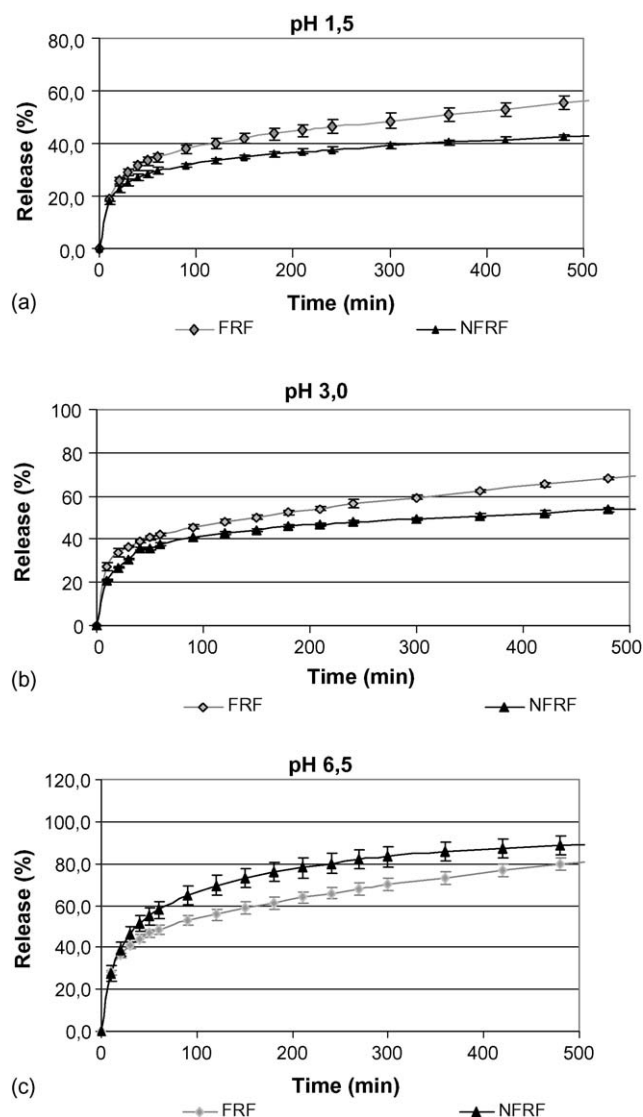 pH 1,5
80,0
60,0
40,0
20,0
0,0
Release (%)
0 100 200 300 400 500
Time (min)
(a)
FRF NFRF
pH 3,0
100
80
60
40
20
0
Release (%)
0 100 200 300 400 500
Time (min)
(b)
FRF NFRF
pH 6,5
120,0
100,0
80,0
60,0
40,0
20,0
0,0
Release (%)
0 100 200 300 400 500
Time (min)
(c)
FRF NFRF